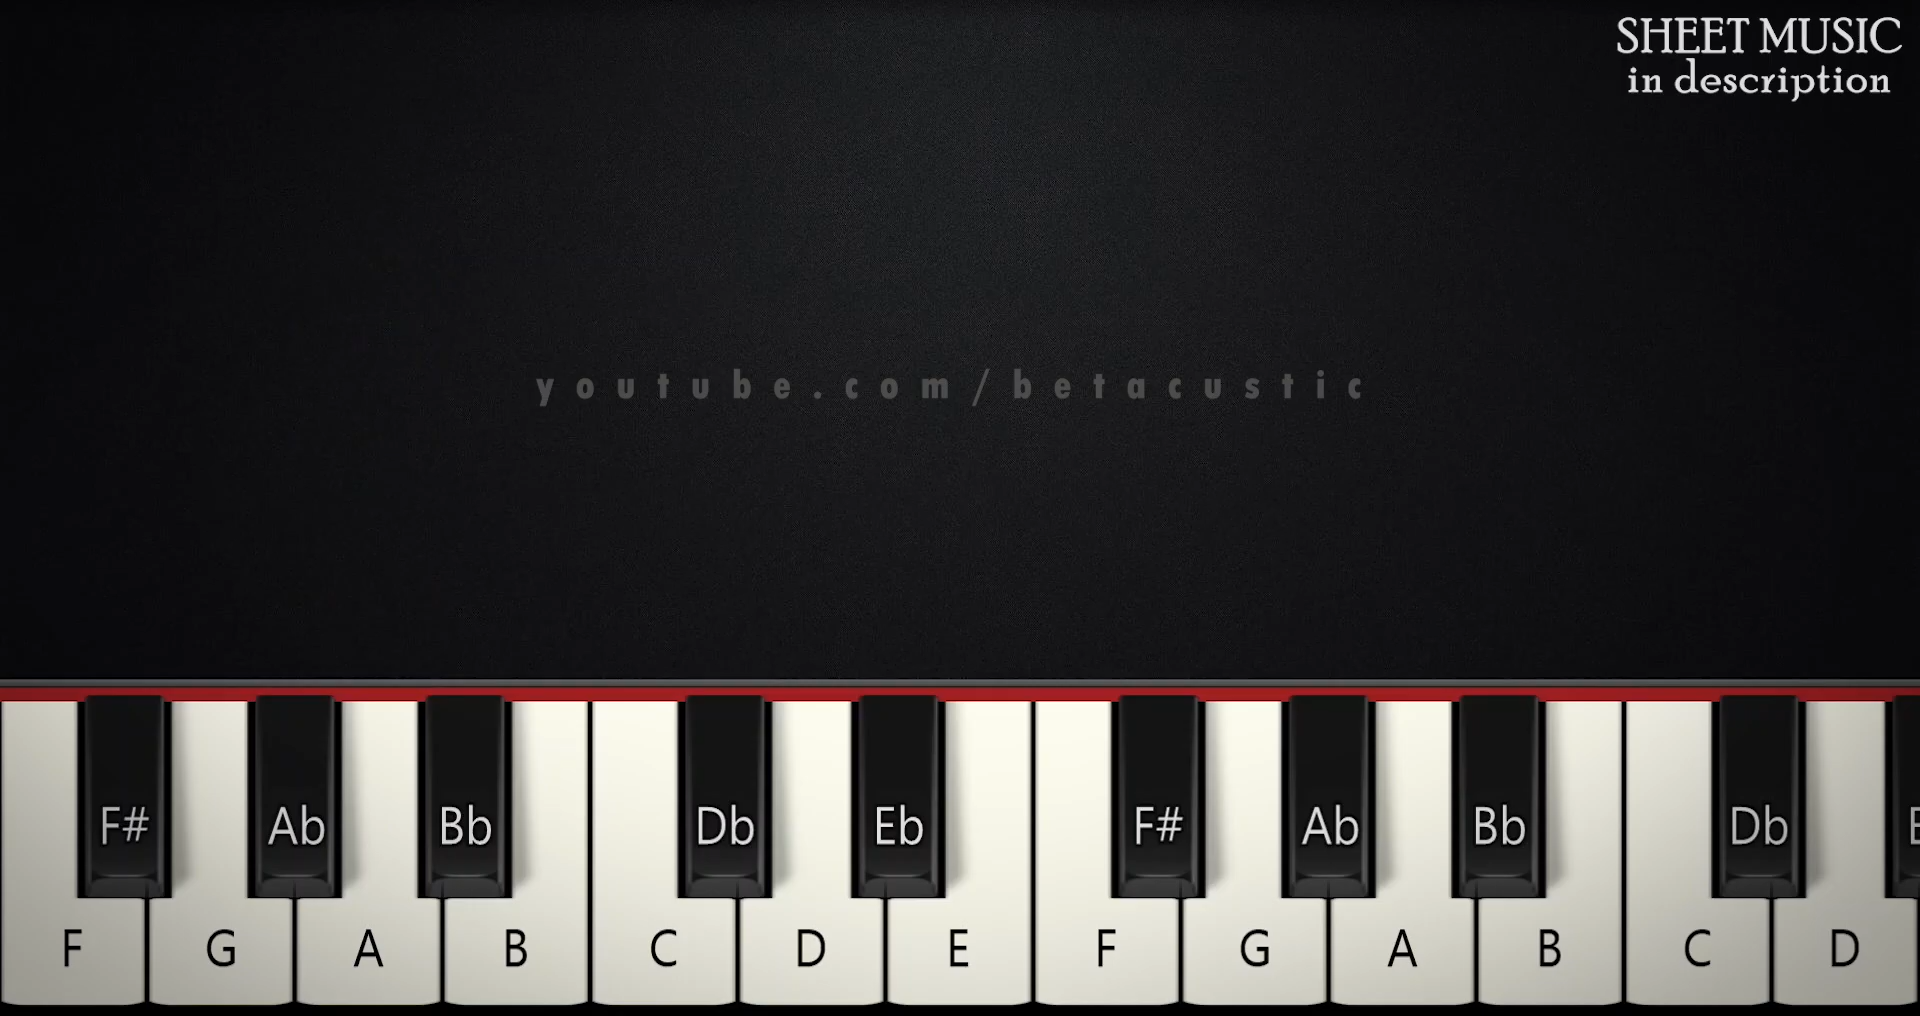 SHEET MUSIC
in description
youtube.com/betacustic
F# Ab Bb Db Eb F# Ab Bb Db
F G A B C D E F G A B C D